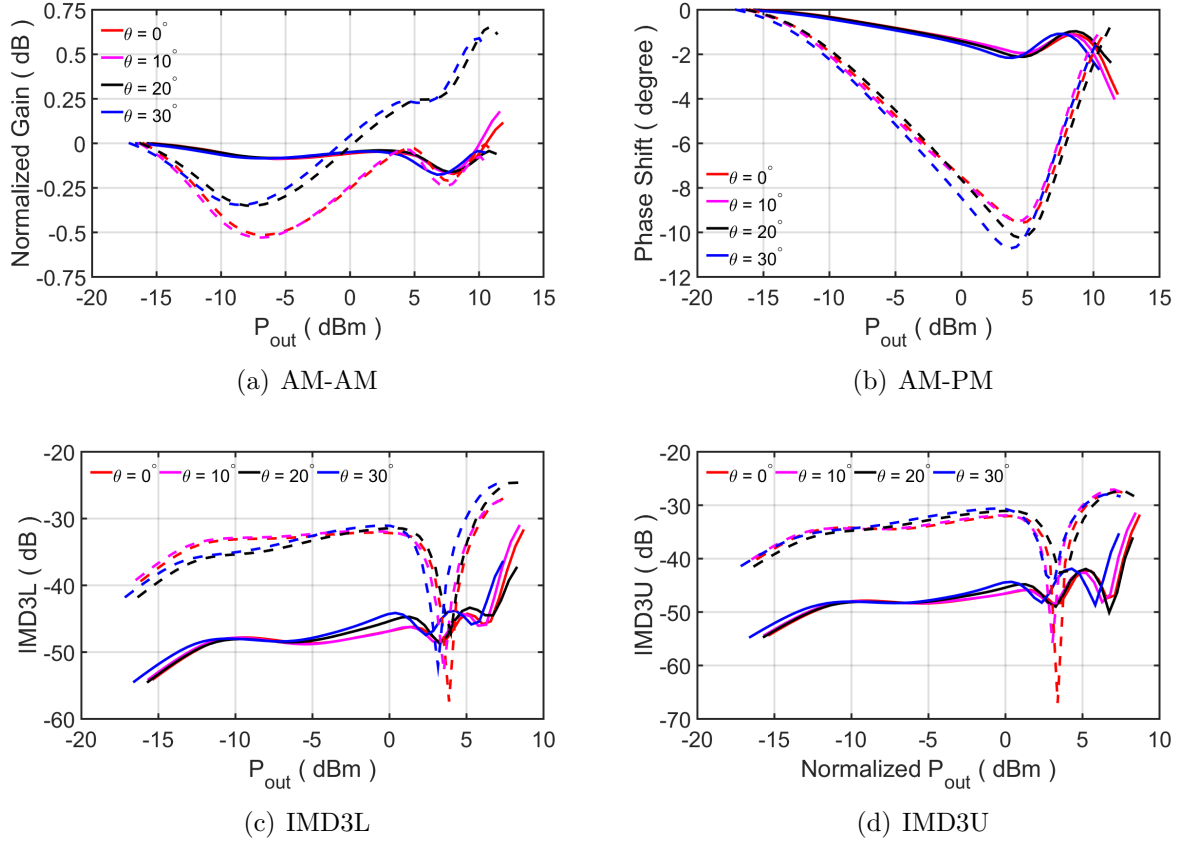 0.75
0.5
0.25
0
-0.25
-0.5
-0.75
Normalized Gain ( dB )
θ = 0°
θ = 10°
θ = 20°
θ = 30°
-20 -15 -10 -5 0 5 10 15
P_out ( dBm )
(a) AM-AM
0
-2
-4
-6
-8
-10
-12
Phase Shift ( degree )
θ = 0°
θ = 10°
θ = 20°
θ = 30°
-20 -15 -10 -5 0 5 10 15
P_out ( dBm )
(b) AM-PM
-20
-30
-40
-50
-60
IMD3L ( dB )
θ = 0° θ = 10° θ = 20° θ = 30°
-20 -15 -10 -5 0 5 10
P_out ( dBm )
(c) IMD3L
-20
-30
-40
-50
-60
-70
IMD3U ( dB )
θ = 0° θ = 10° θ = 20° θ = 30°
-20 -15 -10 -5 0 5 10
Normalized P_out ( dBm )
(d) IMD3U